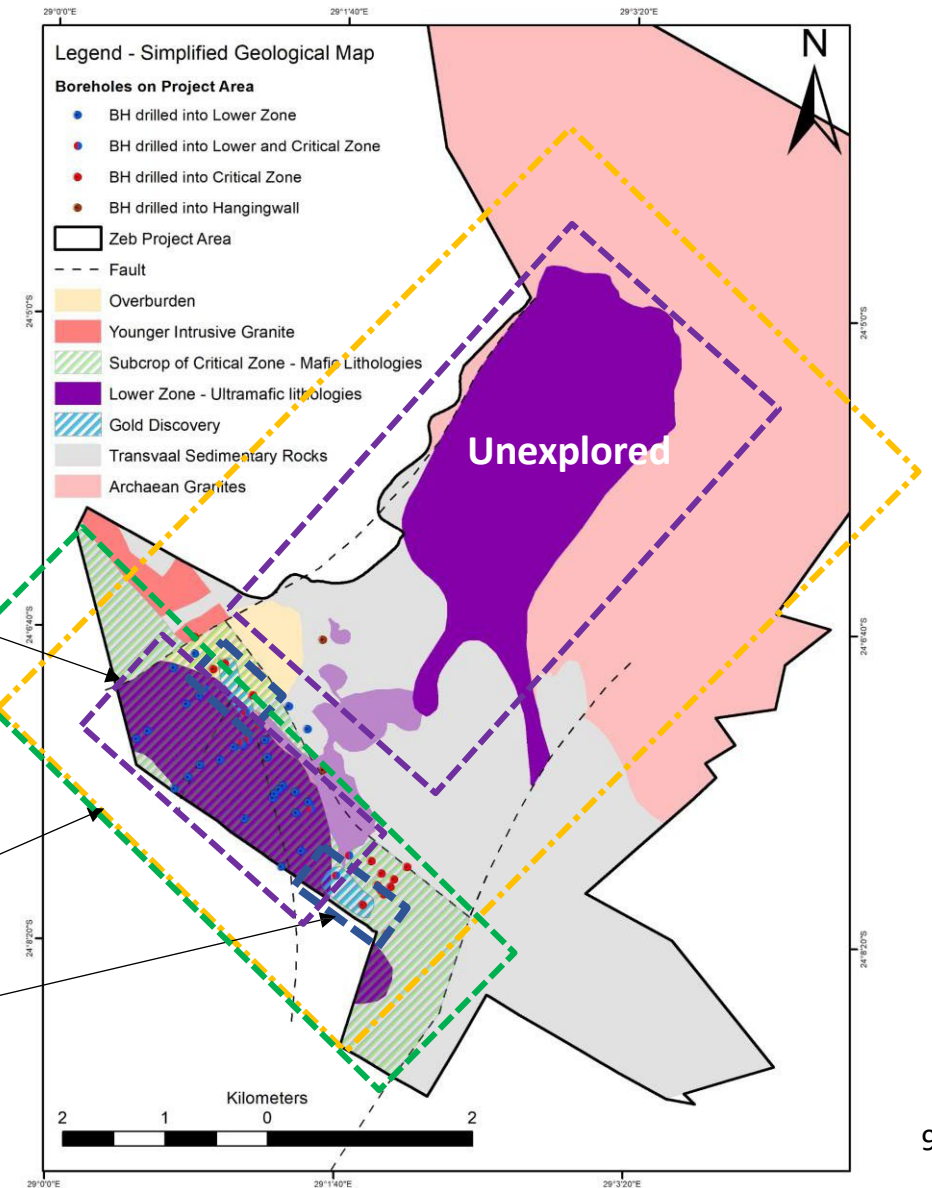 29°0'0"E 29°1'40"E 29°3'20"E
Legend - Simplified Geological Map
N
Boreholes on Project Area
BH drilled into Lower Zone
BH drilled into Lower and Critical Zone
BH drilled into Critical Zone
BH drilled into Hangingwall
Zeb Project Area
Fault
Overburden
Younger Intrusive Granite
Subcrop of Critical Zone - Mafic Lithologies
Lower Zone - Ultramafic lithologies
Gold Discovery
Transvaal Sedimentary Rocks
Archaean Granites
24°5'0"S 24°5'0"S
Unexplored
24°6'40"S 24°6'40"S
24°8'20"S 24°8'20"S
Kilometers
2 1 0 2
9
29°0'0"E 29°1'40"E 29°3'20"E